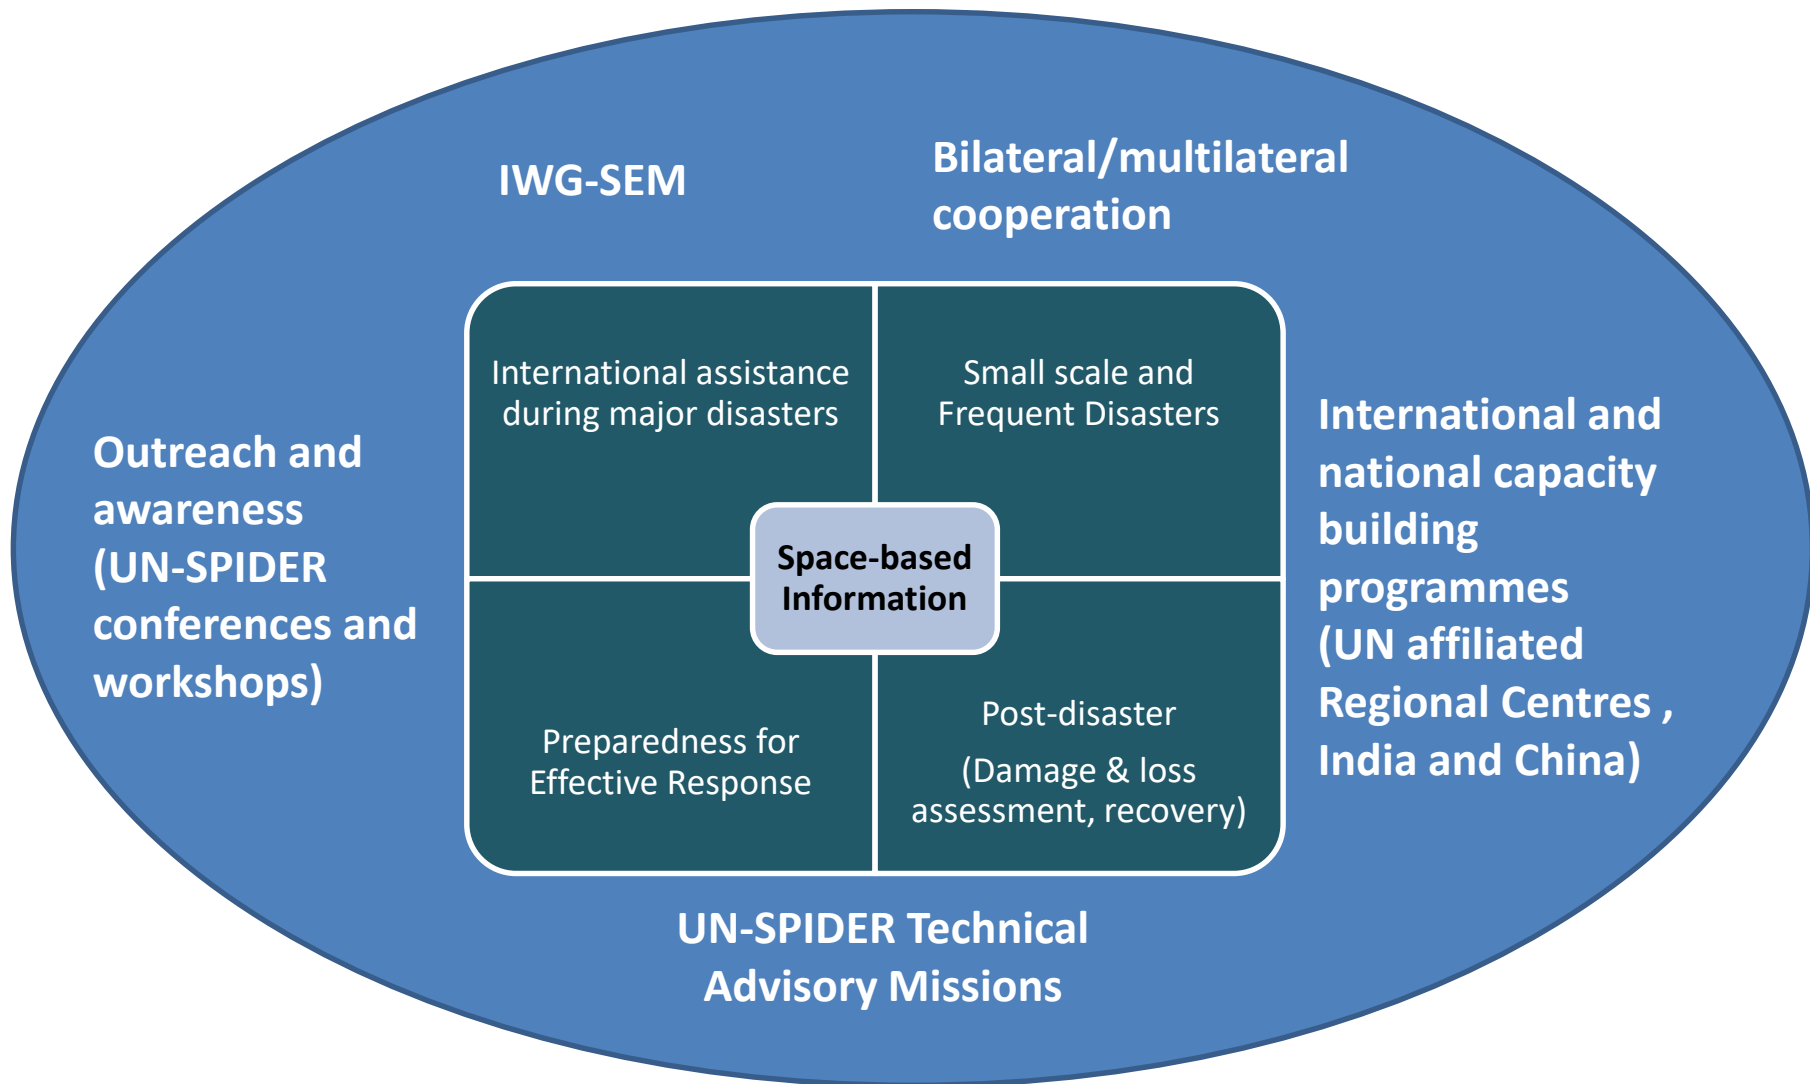 IWG-SEM
Bilateral/multilateral
cooperation
International assistance
during major disasters
Small scale and
Frequent Disasters
Outreach and
awareness
(UN-SPIDER
conferences and
workshops)
Space-based
Information
International and
national capacity
building
programmes
(UN affiliated
Regional Centres ,
India and China)
Preparedness for
Effective Response
Post-disaster
(Damage & loss
assessment, recovery)
UN-SPIDER Technical
Advisory Missions